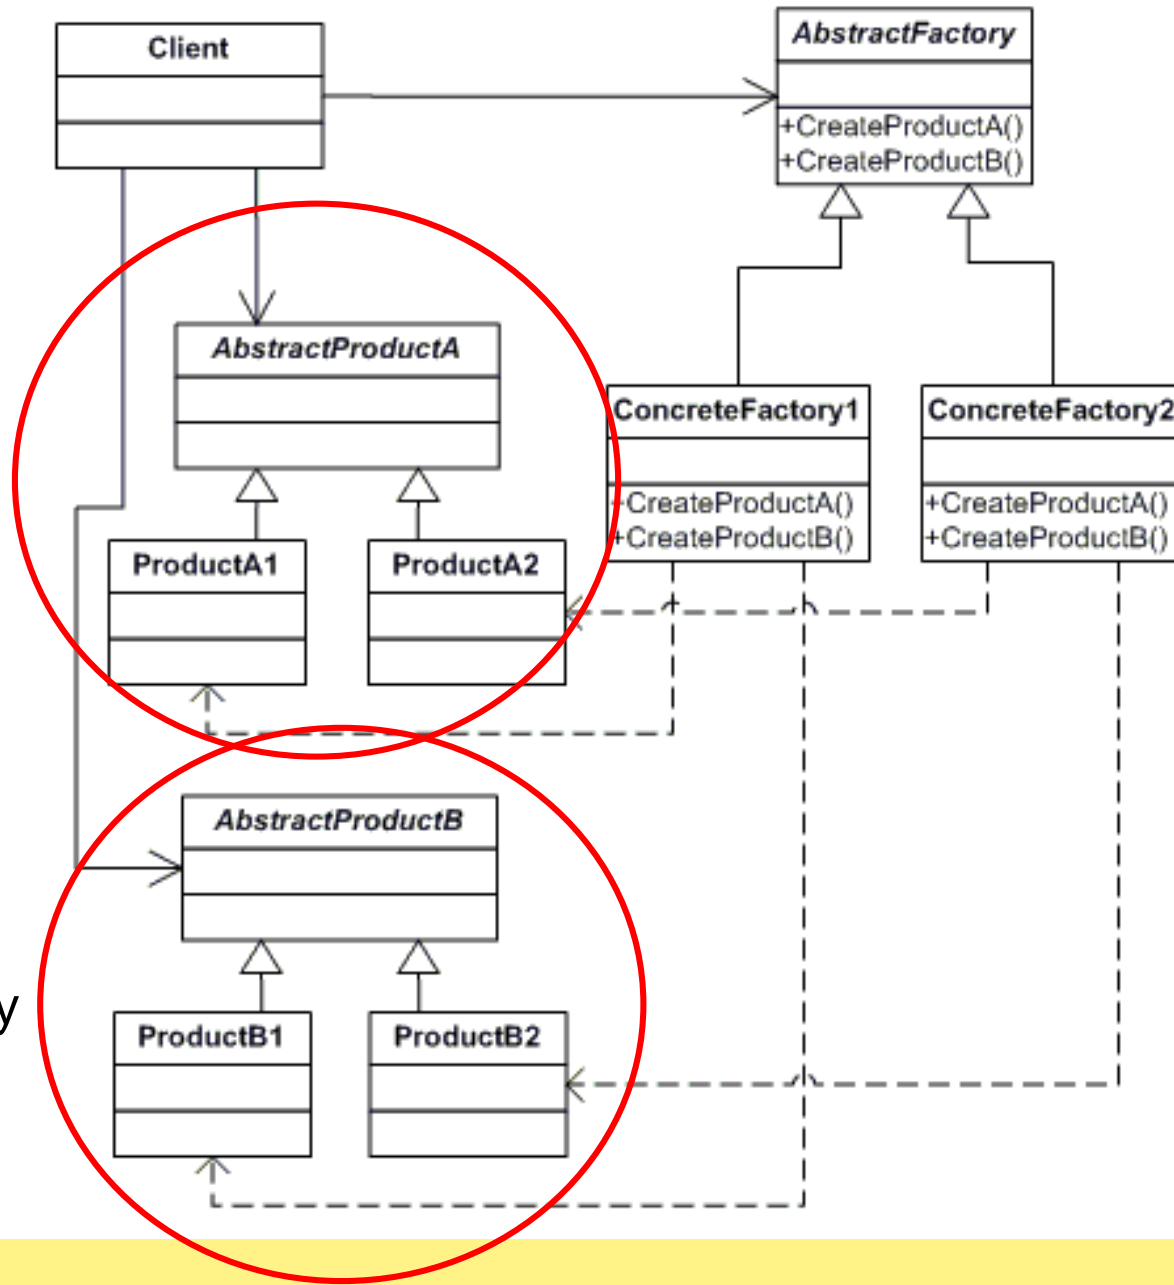 Client
AbstractFactory
+CreateProductA()
+CreateProductB()
AbstractProductA
ConcreteFactory1
+CreateProductA()
+CreateProductB()
ConcreteFactory2
+CreateProductA()
+CreateProductB()
ProductA1
ProductA2
AbstractProductB
y
ProductB1
ProductB2